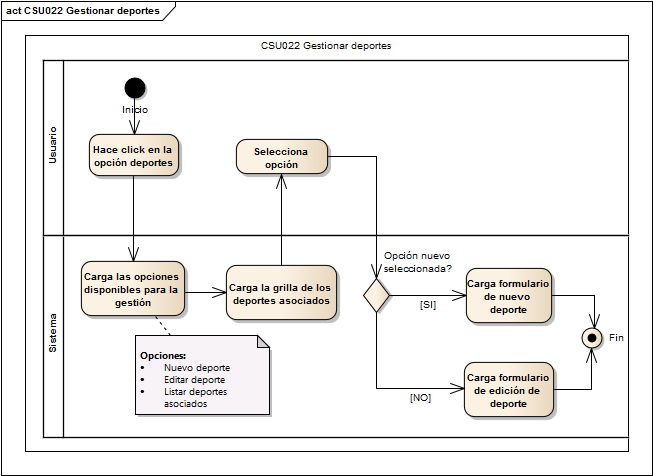 act CSU022 Gestionar deportes
CSU022 Gestionar deportes
Usuario
Inicio
Hace click en la
opción deportes
Selecciona
opción
Sistema
Carga las opciones
disponibles para la
gestión
Carga la grilla de los
deportes asociados
Opción nuevo
seleccionada?
[SI]
Carga formulario
de nuevo
deporte
Fin
[NO]
Carga formulario
de edición de
deporte
Opciones:
• Nuevo deporte
• Editar deporte
• Listar deportes
asociados